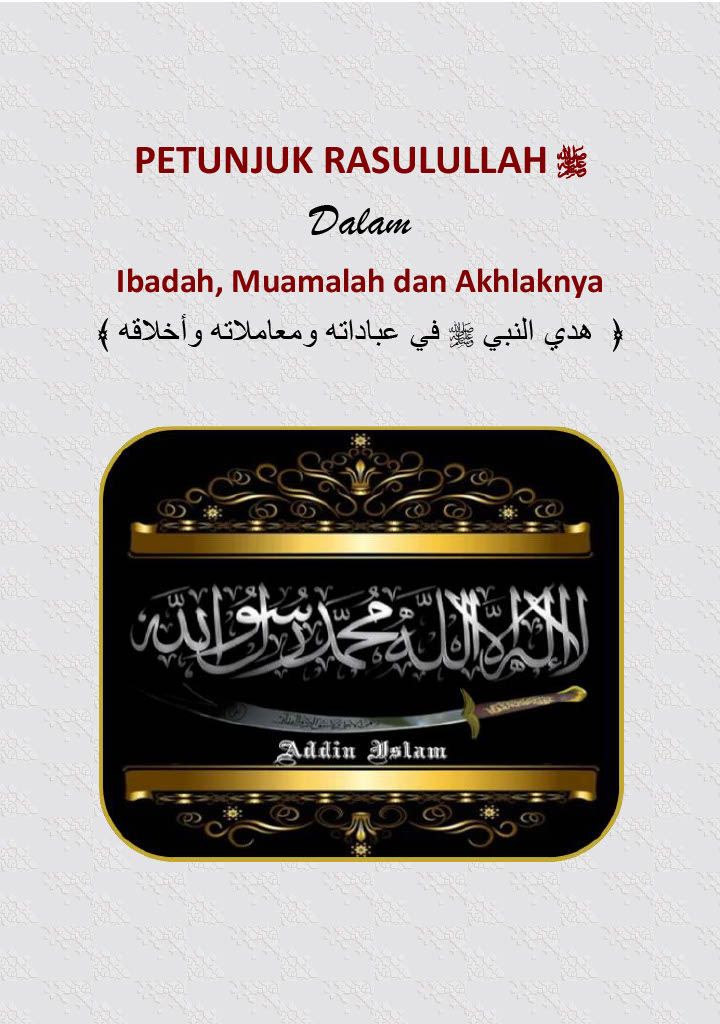 PETUNJUK RASULULLAH ﷺ
Dalam
Ibadah, Muamalah dan Akhlaknya
﴿ هدي النبي ﷺ في عباداته ومعاملاته وأخلاقه ﴾
لا إله إلا الله محمد رسول الله
Addin Islam